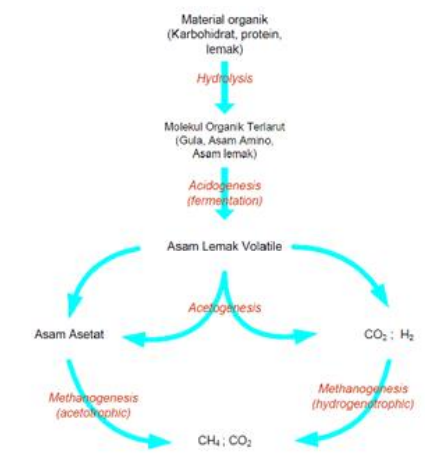 Material organik
(Karbohidrat, protein,
lemak)
Hydrolysis
Molekul Organik Terlarut
(Gula, Asam Amino,
Asam lemak)
Acidogenesis
(fermentation)
Asam Lemak Volatile
Acetogenesis
Asam Asetat
CO₂ ; H₂
Methanogenesis
(acetotrophic)
Methanogenesis
(hydrogenotrophic)
CH₄ ; CO₂